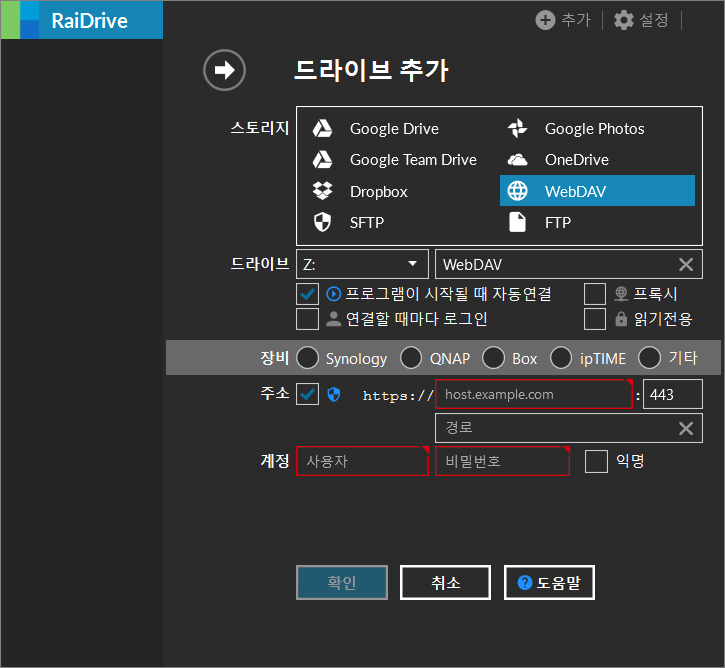 RaiDrive
추가 설정
드라이브 추가
스토리지
Google Drive Google Photos
Google Team Drive OneDrive
Dropbox WebDAV
SFTP FTP
드라이브 Z: WebDAV
프로그램이 시작될 때 자동연결 프록시
연결할 때마다 로그인 읽기전용
장비 Synology QNAP Box ipTIME 기타
주소 https:// host.example.com : 443
경로
계정 사용자 비밀번호 익명
확인 취소 ? 도움말